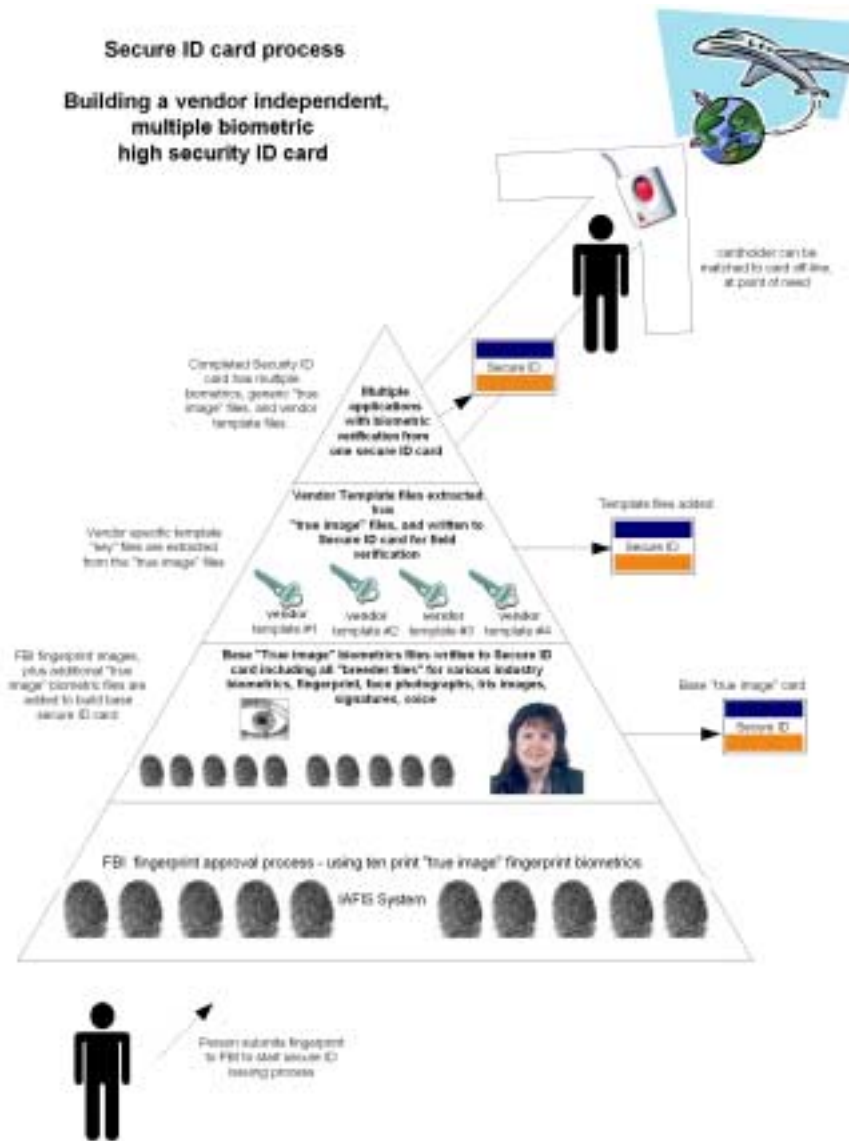 Secure ID card process
Building a vendor independent,
multiple biometric
high security ID card
cardholder can be
matched to card off-line,
at point of need
Completed Security ID
card has multiple
biometrics, generic "true
image" files, and vendor
template files
Secure ID
Multiple
applications
with biometric
verification from
one secure ID card
Vendor Template files extracted
"true image" files, and written to
Secure ID card for field
verification
Template files added
Secure ID
Vendor specific template
"key" files are extracted
from the "true image" files
vendor
template #1
vendor
template #2
vendor
template #3
vendor
template #4
FBI fingerprint images,
plus additional "true
image" biometric files are
added to build base
secure ID card
Base "True image" biometrics files written to Secure ID
card including all "breeder files" for various industry
biometrics, fingerprint, face photographs, Iris images,
signatures, voice
Base "true image" card
Secure ID
FBI fingerprint approval process - using ten print "true image" fingerprint biometrics
IAFIS System
Person submits fingerprint
to FBI to start secure ID
issuing process